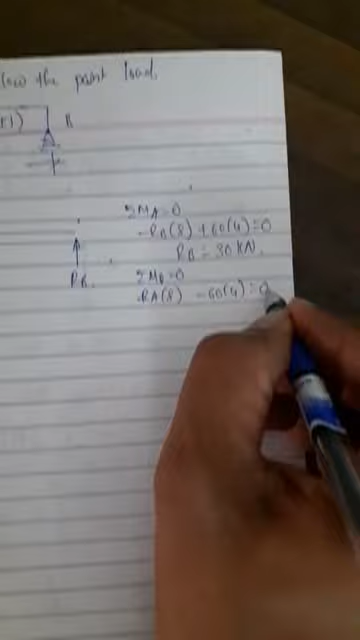 the point load.
B
ΣMA=0
-RB(8) +60(4)=0
RB = 30 KN.
RB.
ΣMB=0
RA(8) -60(4)=0